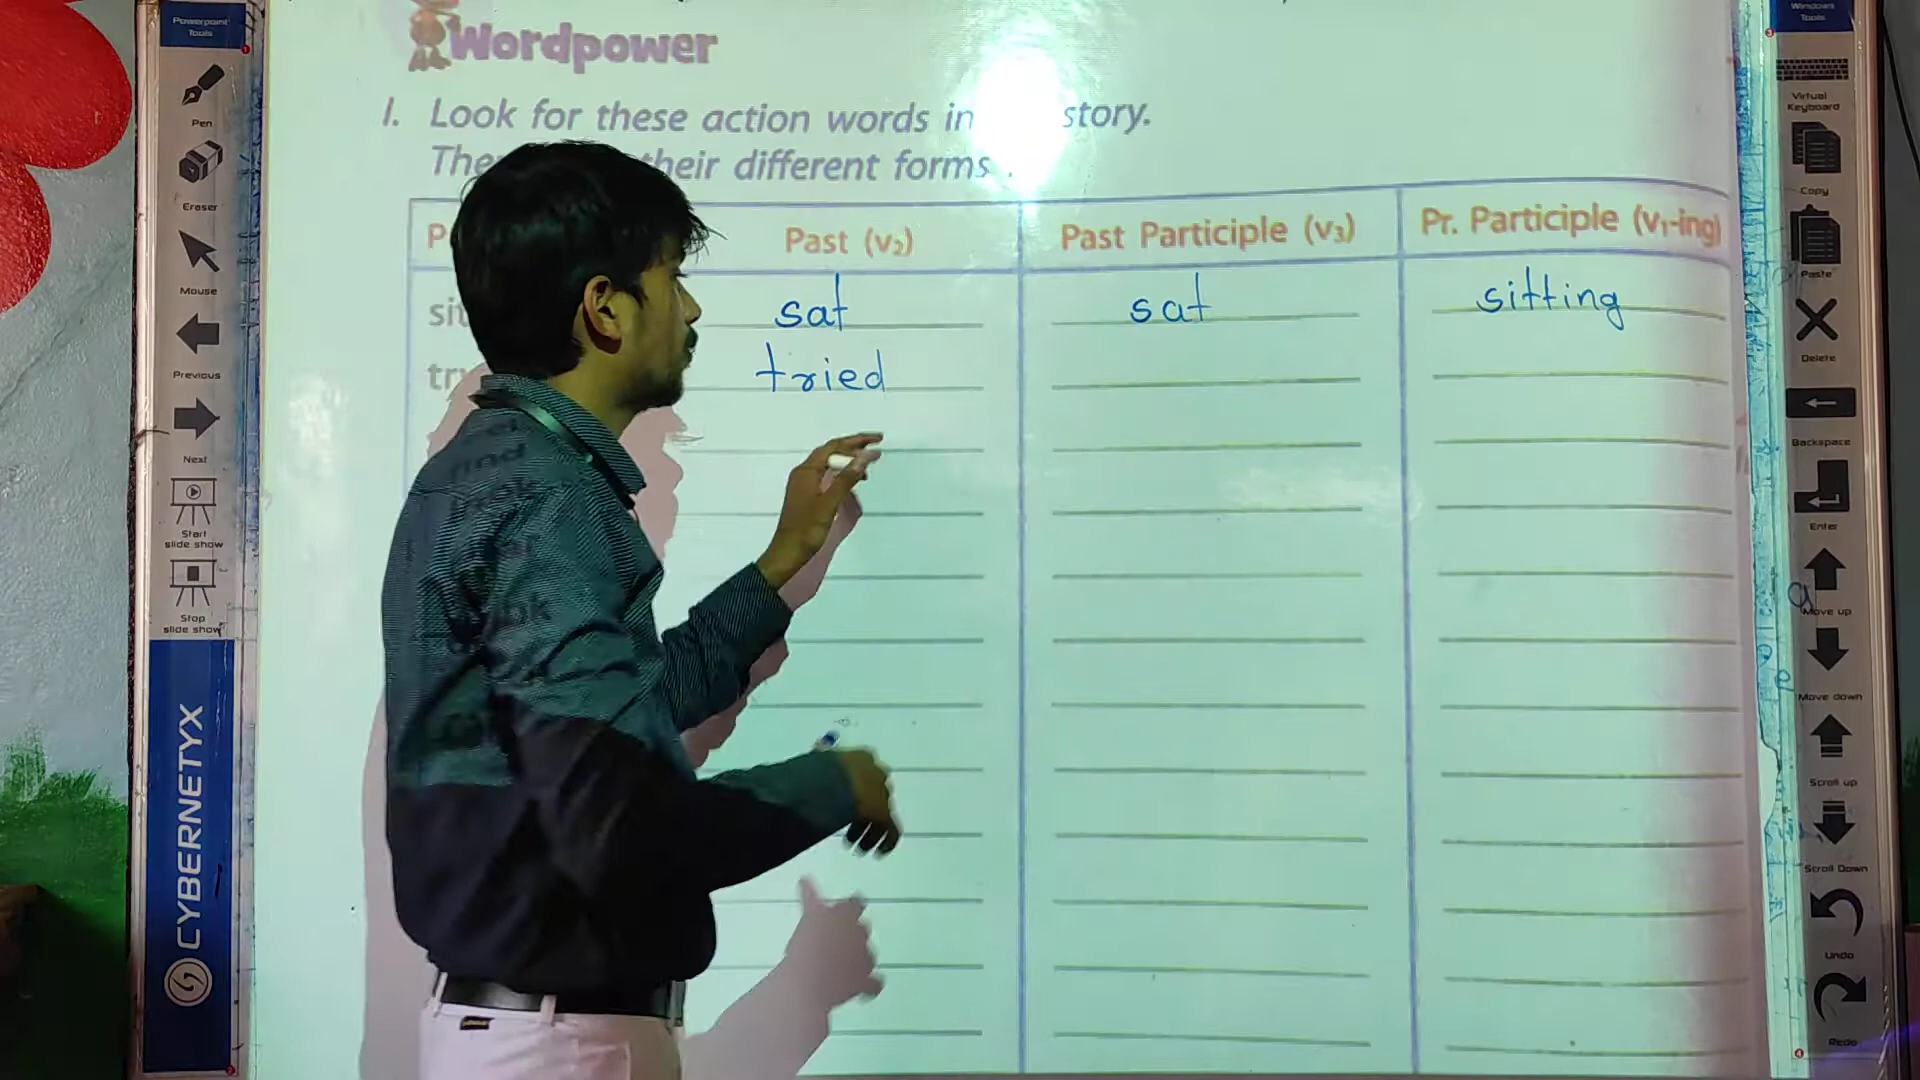 Powerpoint Tools
Windows Tools
Wordpower
Pen
Virtual Keyboard
I. Look for these action words in story.
their different forms
Eraser
Copy
Past (v₂) Past Participle (v₃) Pr. Participle (v₁-ing)
Paste
Mouse
sit sat sat sitting
Delete
Previous
try tried
Backspace
Next
find
Enter
Start slide show
Stop slide show
Move up
Move down
CYBERNETYX
Scroll up
Scroll Down
Undo
Redo